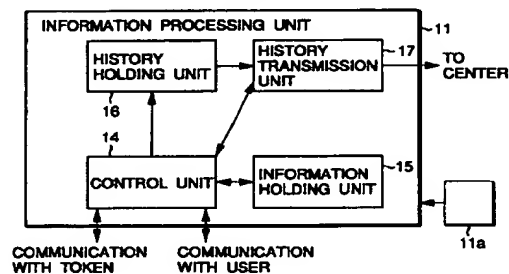 INFORMATION PROCESSING UNIT
11
HISTORY HOLDING UNIT
16
HISTORY TRANSMISSION UNIT
17
TO CENTER
14
CONTROL UNIT
15
INFORMATION HOLDING UNIT
11a
COMMUNICATION WITH TOKEN
COMMUNICATION WITH USER